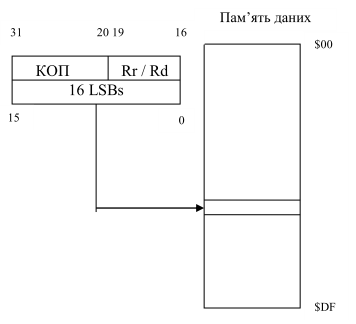 Пам’ять даних
31 20 19 16
$00
КОП Rr / Rd
16 LSBs
15 0
$DF